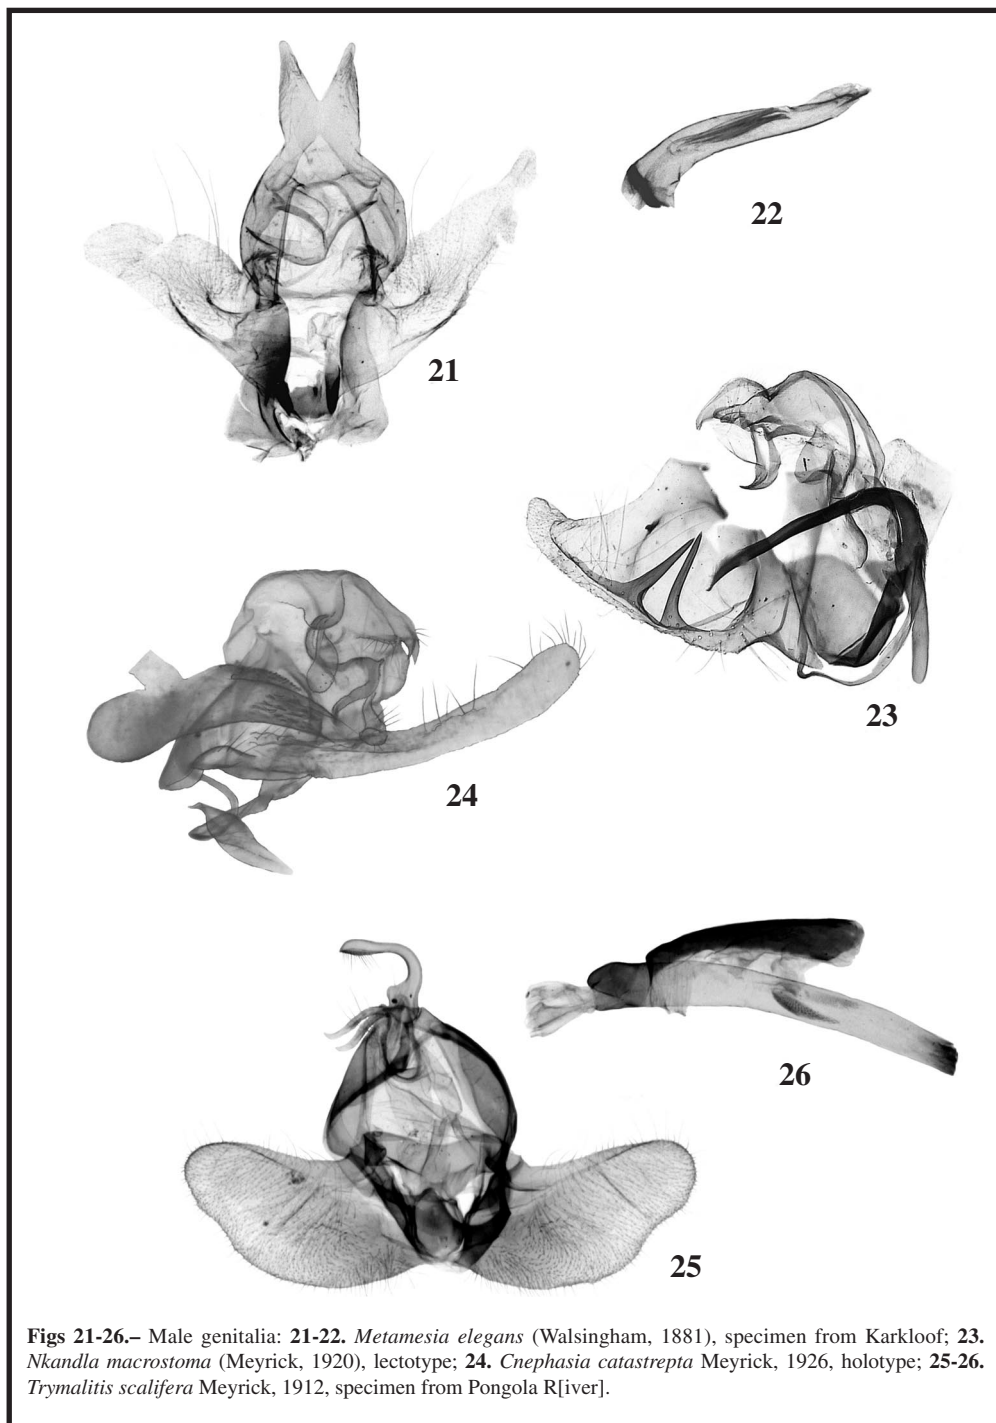 22
21
23
24
26
25
Figs 21-26.– Male genitalia: 21-22. Metamesia elegans (Walsingham, 1881), specimen from Karkloof; 23.
Nkandla macrostoma (Meyrick, 1920), lectotype; 24. Cnephasia catastrepta Meyrick, 1926, holotype; 25-26.
Trymalitis scalifera Meyrick, 1912, specimen from Pongola R[iver].